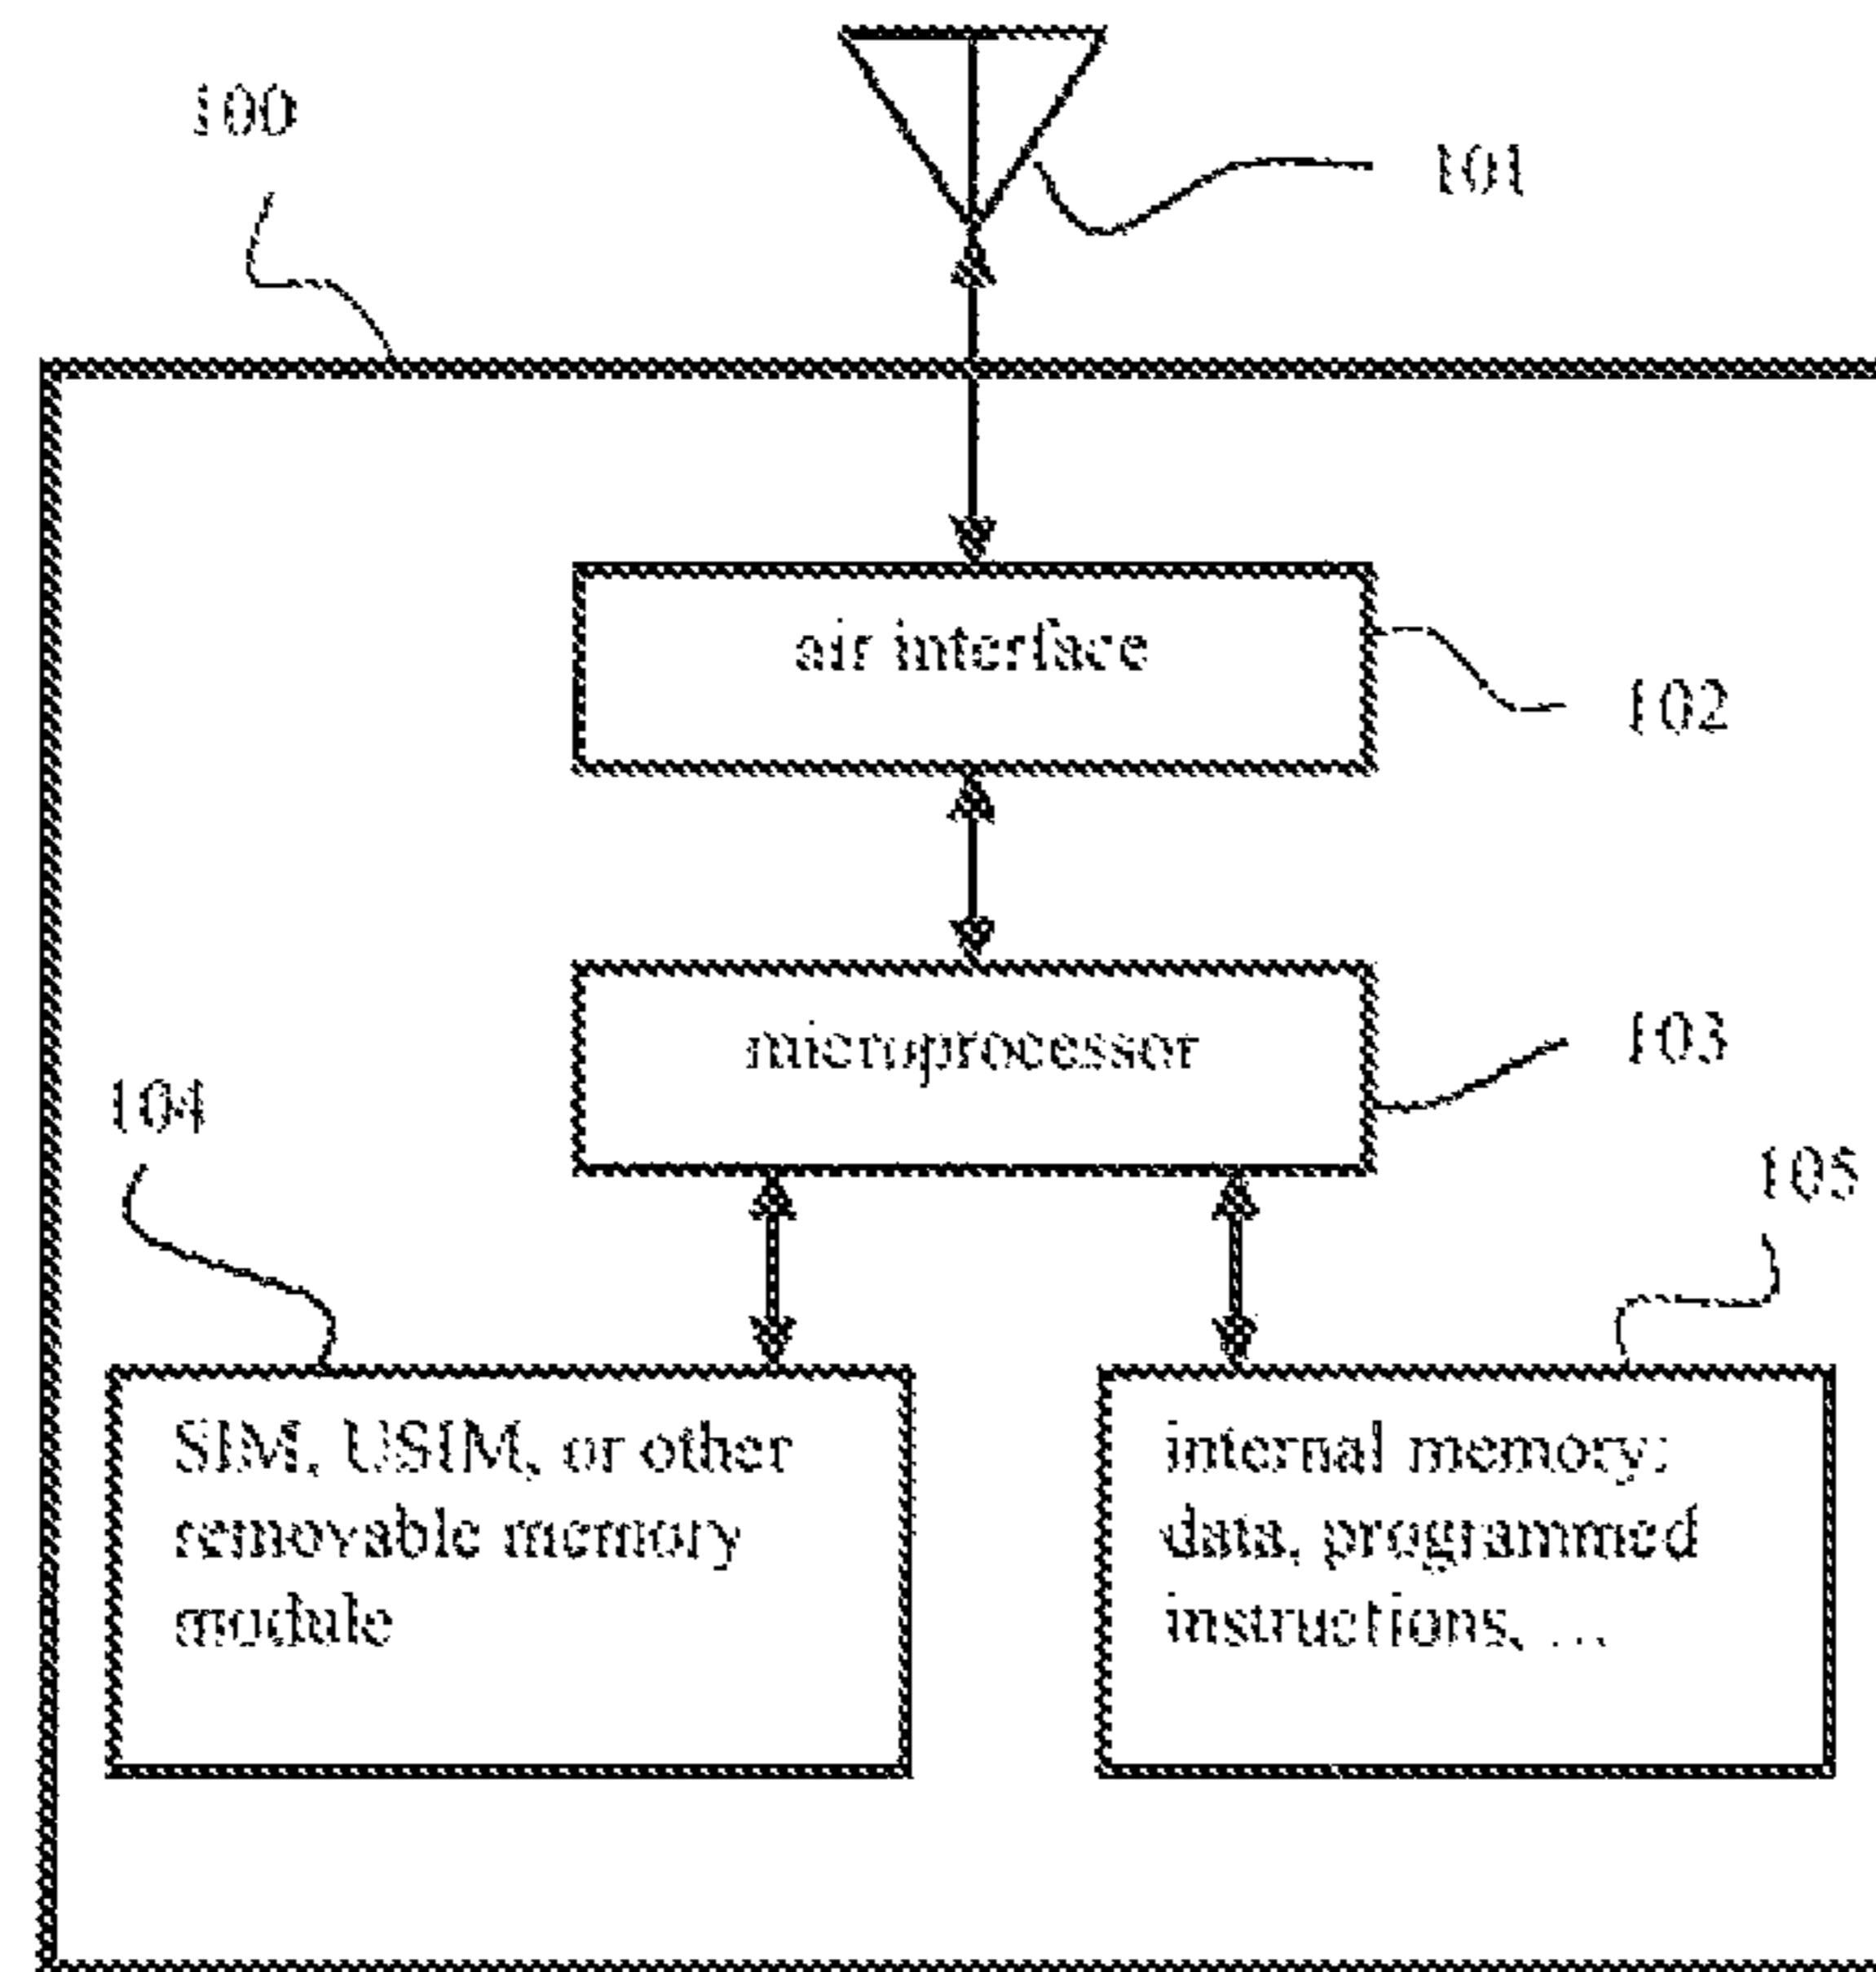 100
101
air interface
102
microprocessor
103
104
105
SIM, USIM, or other
removable memory
module
internal memory:
data, programmed
instructions, ...